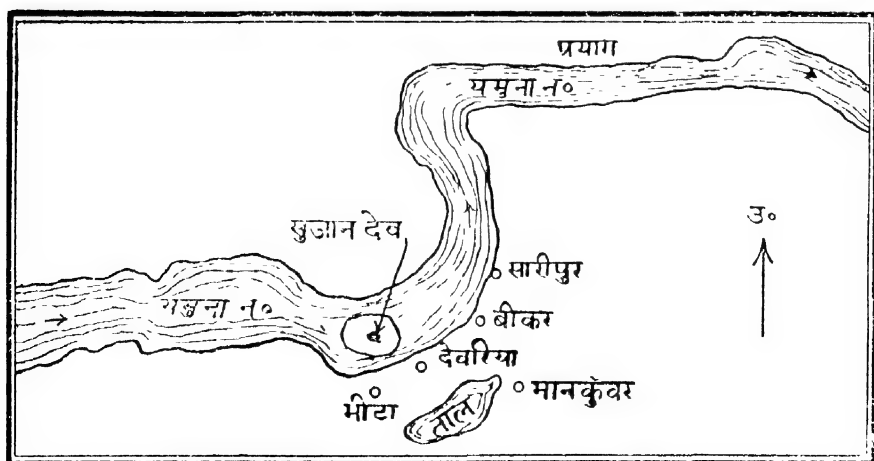 प्रयाग
यमुना न०
उ०
सुजान देव
सारीपुर
यमुना न०
बीकर
देवरिया
मानकुँवर
भीटा
ताल